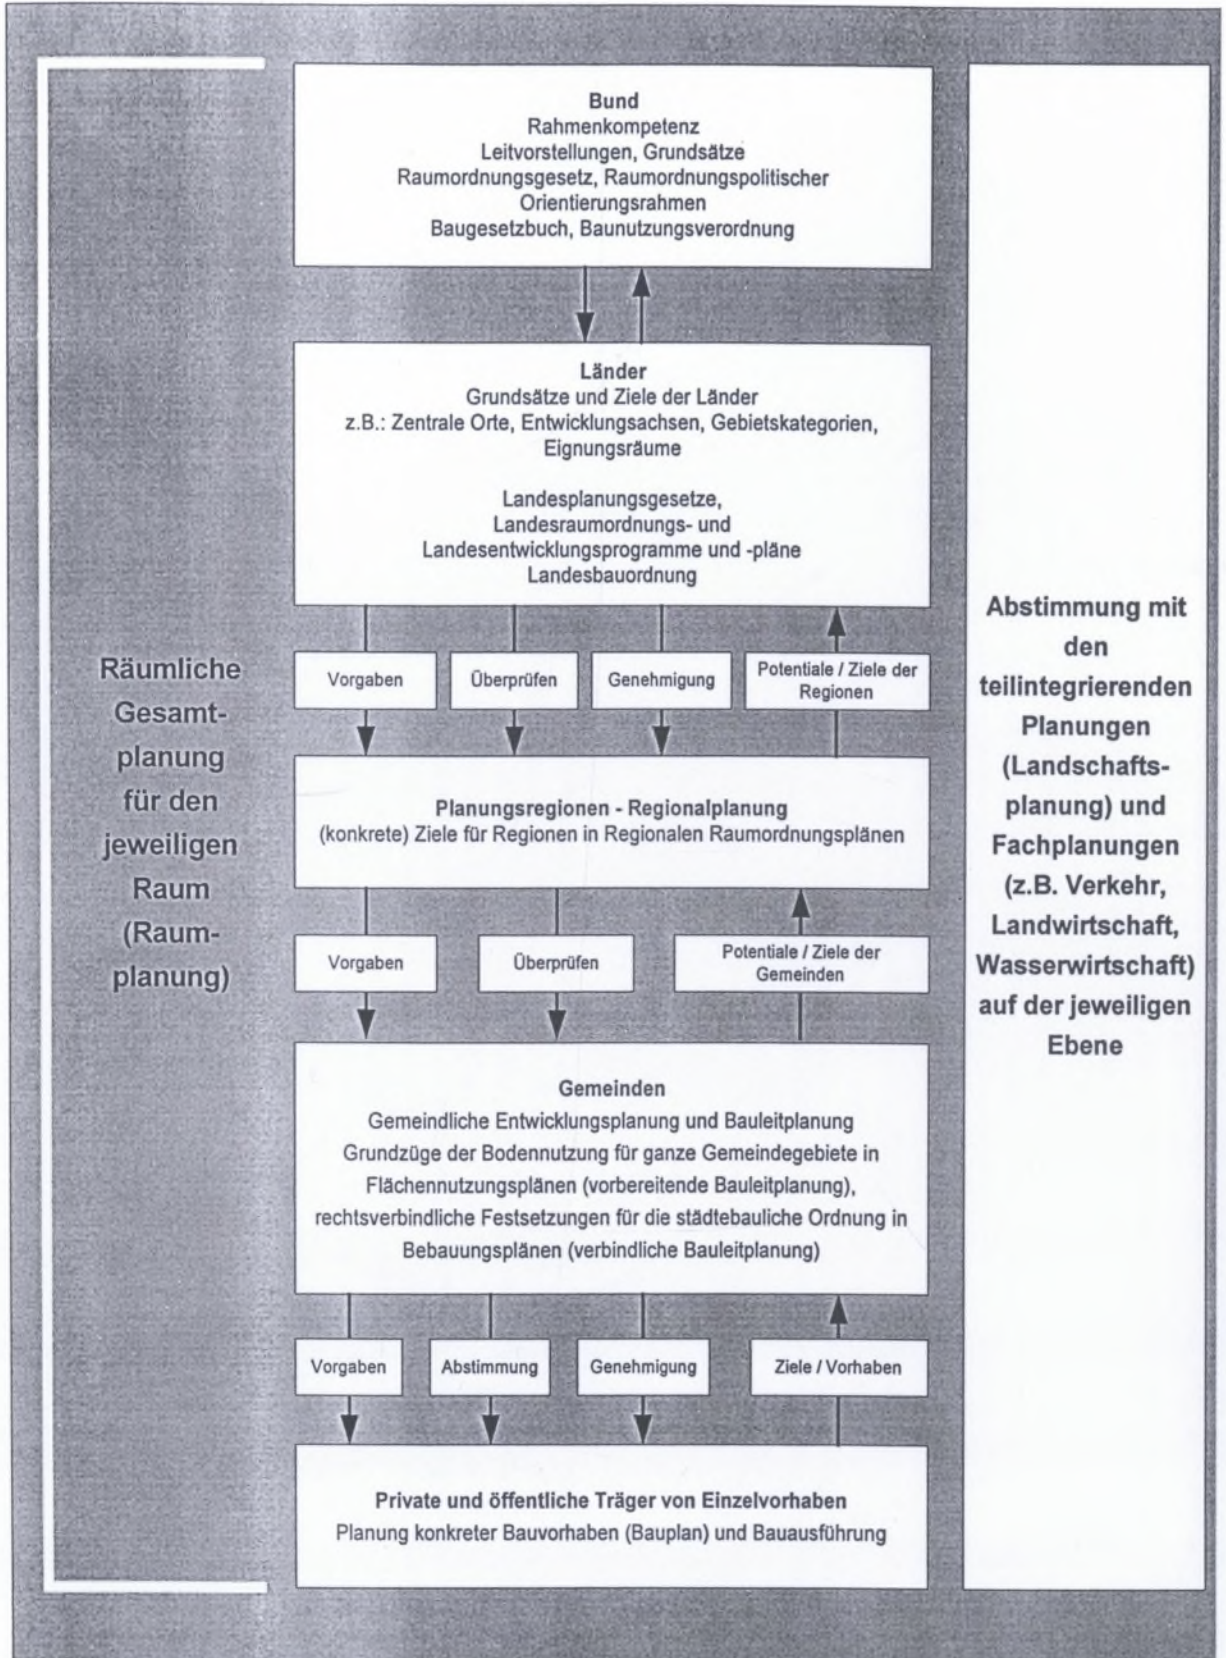 Räumliche
Gesamt-
planung
für den
jeweiligen
Raum
(Raum-
planung)
Bund
Rahmenkompetenz
Leitvorstellungen, Grundsätze
Raumordnungsgesetz, Raumordnungspolitischer
Orientierungsrahmen
Baugesetzbuch, Baunutzungsverordnung
Länder
Grundsätze und Ziele der Länder
z.B.: Zentrale Orte, Entwicklungsachsen, Gebietskategorien,
Eignungsräume
Landesplanungsgesetze,
Landesraumordnungs- und
Landesentwicklungsprogramme und -pläne
Landesbauordnung
Vorgaben
Überprüfen
Genehmigung
Potentiale / Ziele der
Regionen
Planungsregionen - Regionalplanung
(konkrete) Ziele für Regionen in Regionalen Raumordnungsplänen
Vorgaben
Überprüfen
Potentiale / Ziele der
Gemeinden
Gemeinden
Gemeindliche Entwicklungsplanung und Bauleitplanung
Grundzüge der Bodennutzung für ganze Gemeindegebiete in
Flächennutzungsplänen (vorbereitende Bauleitplanung),
rechtsverbindliche Festsetzungen für die städtebauliche Ordnung in
Bebauungsplänen (verbindliche Bauleitplanung)
Vorgaben
Abstimmung
Genehmigung
Ziele / Vorhaben
Private und öffentliche Träger von Einzelvorhaben
Planung konkreter Bauvorhaben (Bauplan) und Bauausführung
Abstimmung mit
den
teilintegrierenden
Planungen
(Landschafts-
planung) und
Fachplanungen
(z.B. Verkehr,
Landwirtschaft,
Wasserwirtschaft)
auf der jeweiligen
Ebene